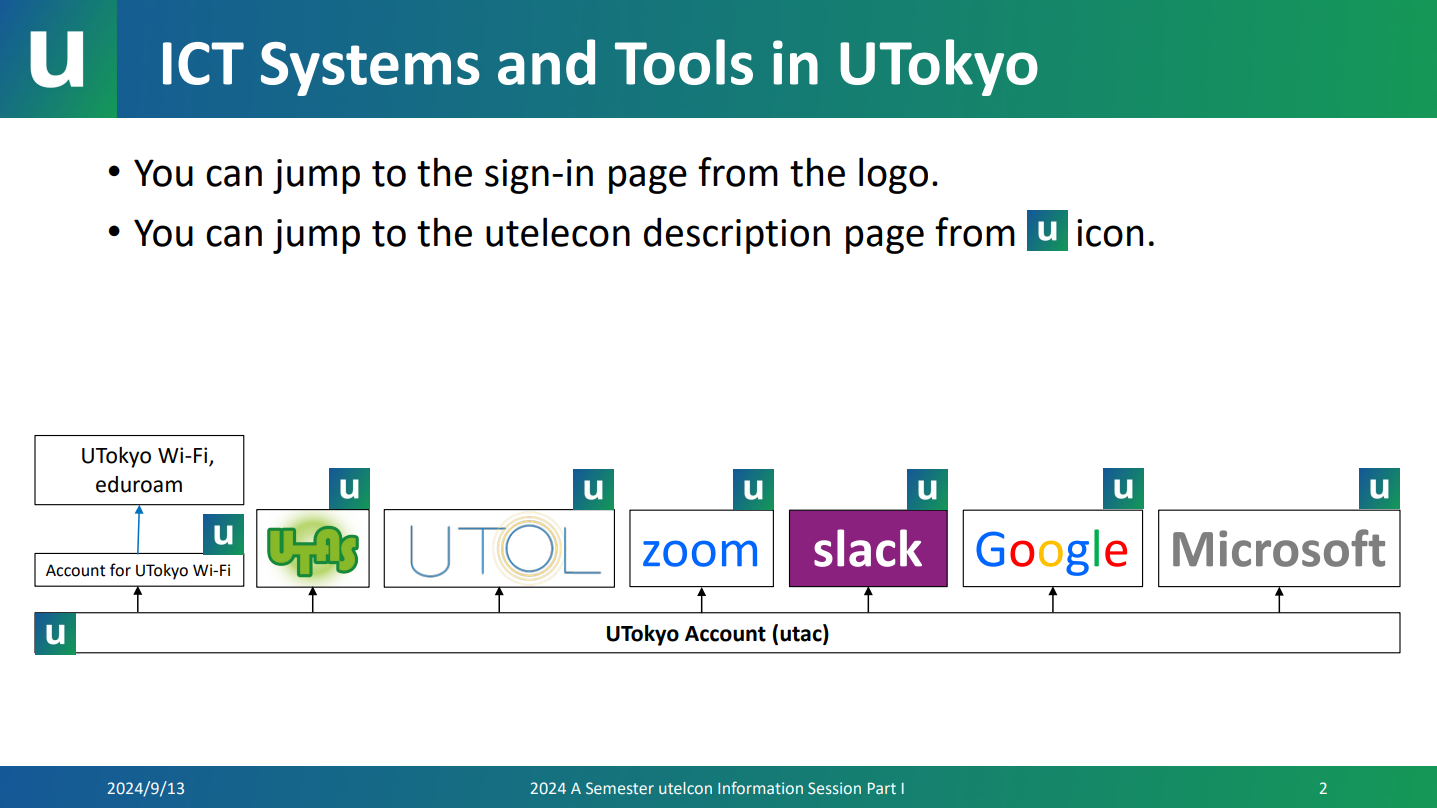 u
ICT Systems and Tools in UTokyo
• You can jump to the sign-in page from the logo.
• You can jump to the utelecon description page from u icon.
UTokyo Wi-Fi,
eduroam
u
Account for UTokyo Wi-Fi
u
UTAS
u
UTOL
u
zoom
u
slack
u
Google
u
Microsoft
u
UTokyo Account (utac)
2024/9/13
2024 A Semester utelcon Information Session Part I
2